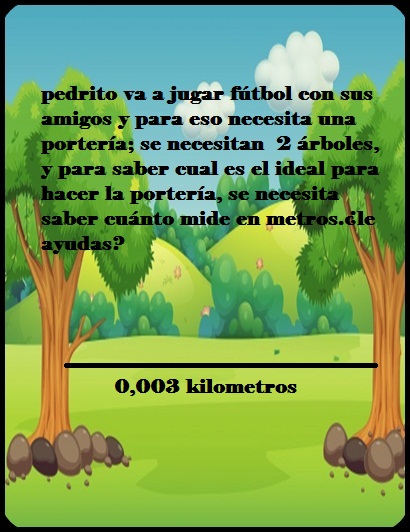 pedrito va a jugar fútbol con sus
amigos y para eso necesita una
portería; se necesitan 2 árboles,
y para saber cual es el ideal para
hacer la portería, se necesita
saber cuánto mide en metros.¿le
ayudas?
0,003 kilometros